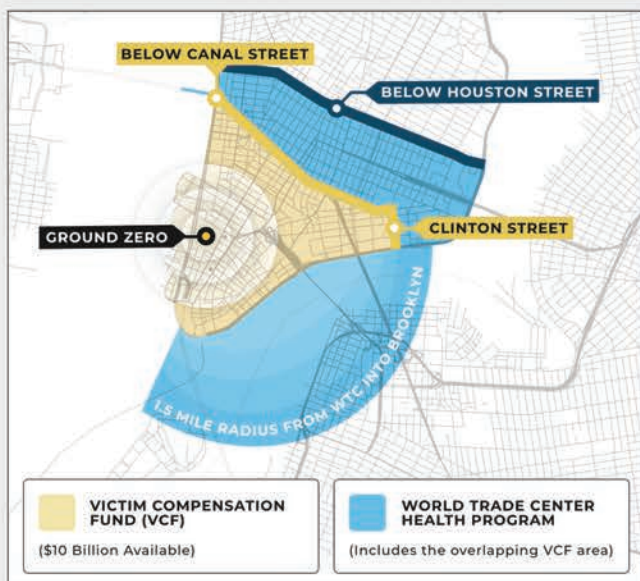 BELOW CANAL STREET
BELOW HOUSTON STREET
GROUND ZERO
CLINTON STREET
1.5 MILE RADIUS FROM WTC INTO BROOKLYN
VICTIM COMPENSATION
FUND (VCF)
($10 Billion Available)
WORLD TRADE CENTER
HEALTH PROGRAM
(Includes the overlapping VCF area)